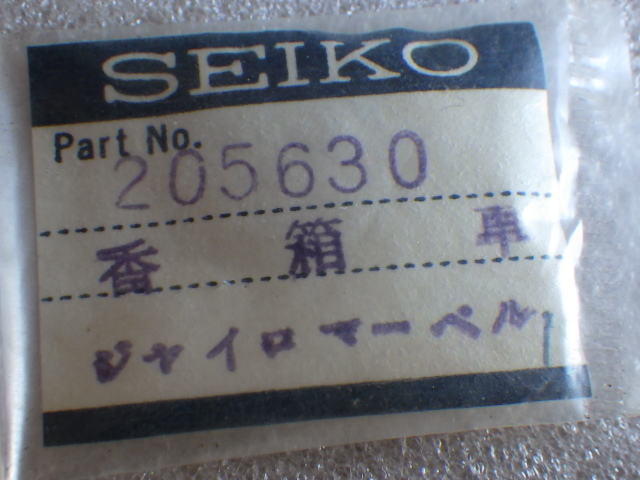 SEIKO
Part No.
205630
香箱車
ジャイロマーベル